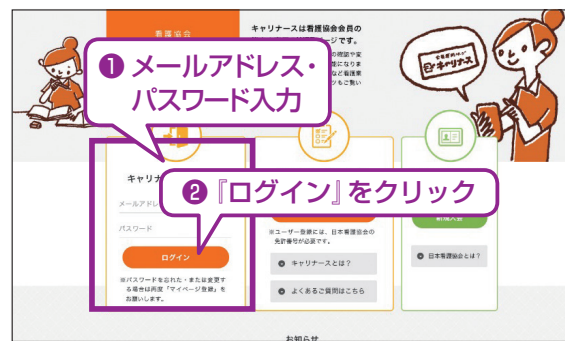 看護協会
キャリナースは看護協会会員の
ページです。
❶ メールアドレス・
パスワード入力
キャリナース
キャリナ
❷『ログイン』をクリック
メールアドレ
パスワード
ログイン
※パスワードを忘れた・または変更す
る場合は再度「マイページ登録」を
お願いします。
※ユーザー登録には、日本看護協会の
免許番号が必要です。
キャリナースとは？
よくあるご質問はこちら
新規入会
日本看護協会とは？
お知らせ